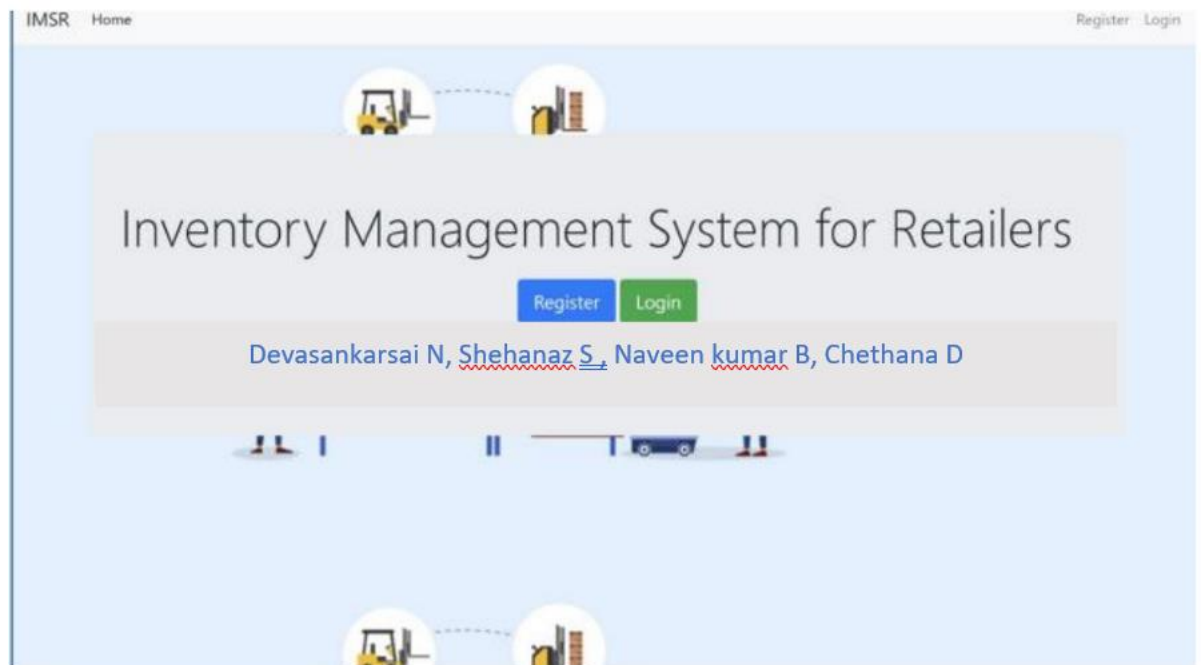 IMSR Home Register Login
Inventory Management System for Retailers
Register Login
Devasankarsai N, Shehanaz S , Naveen kumar B, Chethana D